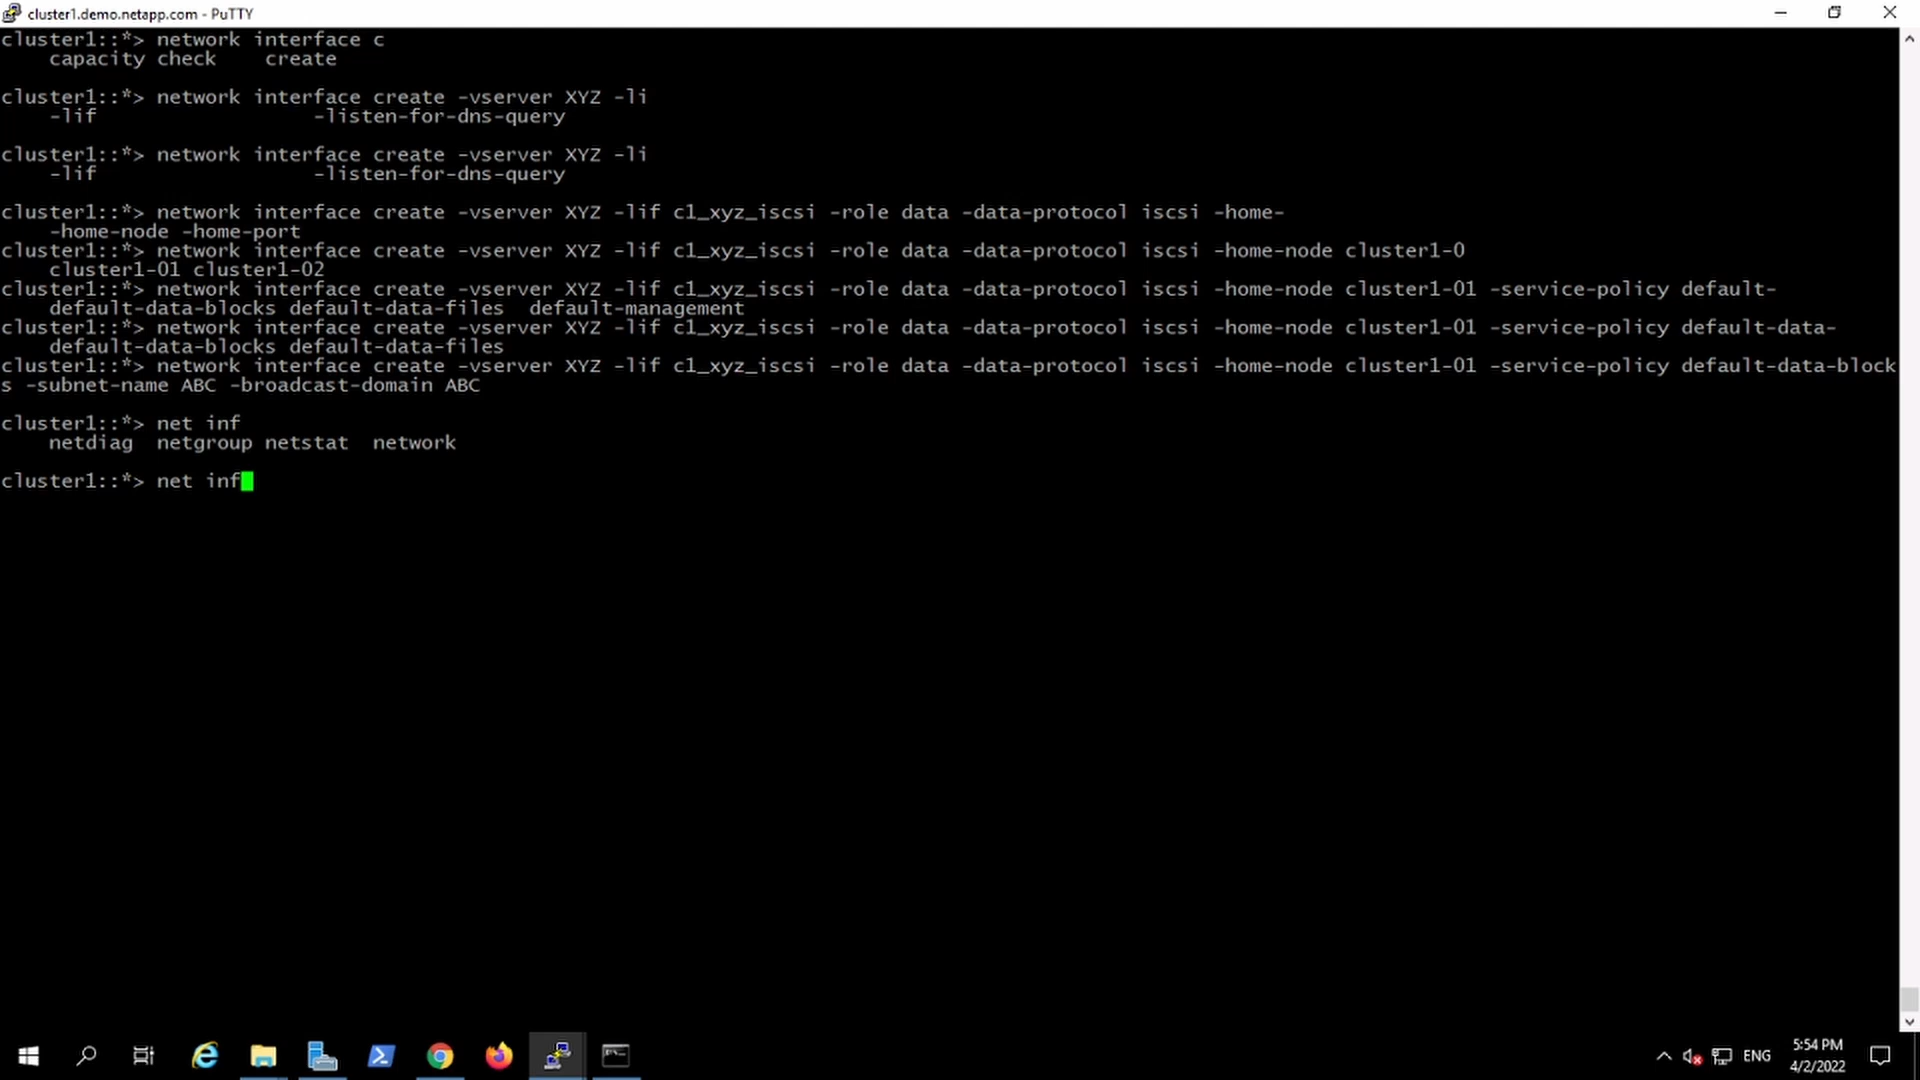 cluster1.demo.netapp.com - PuTTY
cluster1::*> network interface c
capacity check    create
cluster1::*> network interface create -vserver XYZ -li
-lif                  -listen-for-dns-query
cluster1::*> network interface create -vserver XYZ -li
-lif                  -listen-for-dns-query
cluster1::*> network interface create -vserver XYZ -lif c1_xyz_iscsi -role data -data-protocol iscsi -home-
-home-node -home-port
cluster1::*> network interface create -vserver XYZ -lif c1_xyz_iscsi -role data -data-protocol iscsi -home-node cluster1-0
cluster1-01 cluster1-02
cluster1::*> network interface create -vserver XYZ -lif c1_xyz_iscsi -role data -data-protocol iscsi -home-node cluster1-01 -service-policy default-
default-data-blocks default-data-files  default-management
cluster1::*> network interface create -vserver XYZ -lif c1_xyz_iscsi -role data -data-protocol iscsi -home-node cluster1-01 -service-policy default-data-
default-data-blocks default-data-files
cluster1::*> network interface create -vserver XYZ -lif c1_xyz_iscsi -role data -data-protocol iscsi -home-node cluster1-01 -service-policy default-data-block
s -subnet-name ABC -broadcast-domain ABC
cluster1::*> net inf
netdiag  netgroup netstat  network
cluster1::*> net inf
ENG
5:54 PM
4/2/2022